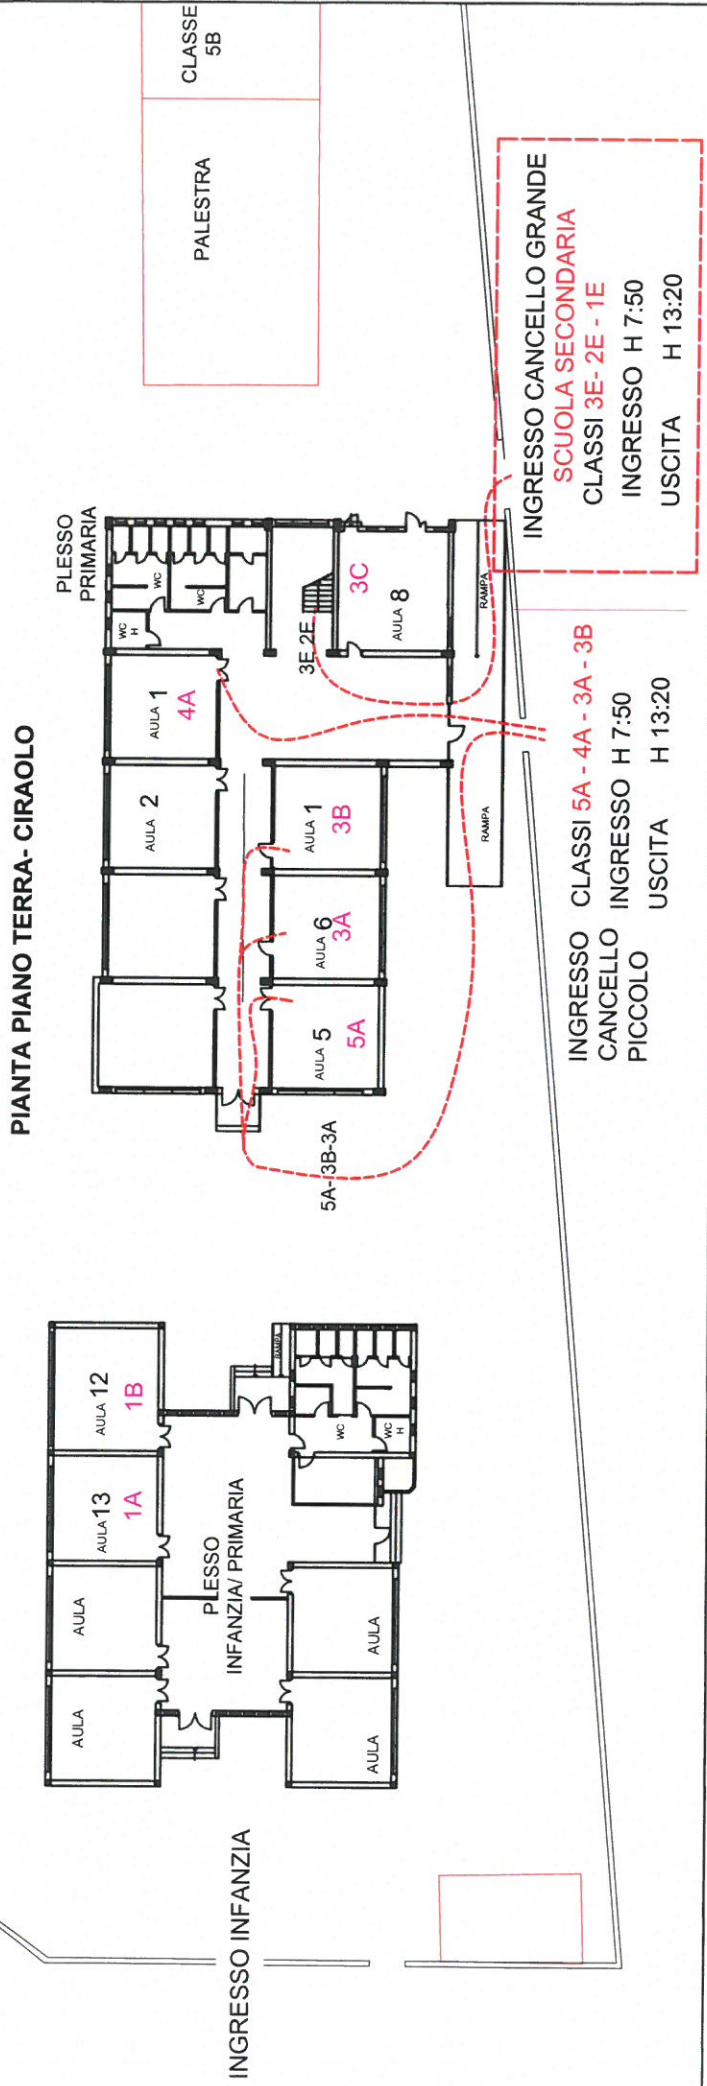 PIANTA PIANO TERRA- CIRAOLO
CLASSE
5B
PALESTRA
PLESSO
PRIMARIA
WC
H
WC
WC
AULA 1
4A
AULA 2
3E 2E
AULA 8
3C
RAMPA
RAMPA
AULA 1
3B
AULA 6
3A
AULA 5
5A
5A-3B-3A
INGRESSO CANCELLO GRANDE
SCUOLA SECONDARIA
CLASSI 3E- 2E - 1E
INGRESSO H 7:50
USCITA H 13:20
INGRESSO
CANCELLO
PICCOLO
CLASSI 5A - 4A - 3A - 3B
INGRESSO H 7:50
USCITA H 13:20
AULA 12
1B
AULA 13
1A
AULA
AULA
PLESSO
INFANZIA/ PRIMARIA
RAMPA
WC
WC
H
AULA
AULA
INGRESSO INFANZIA